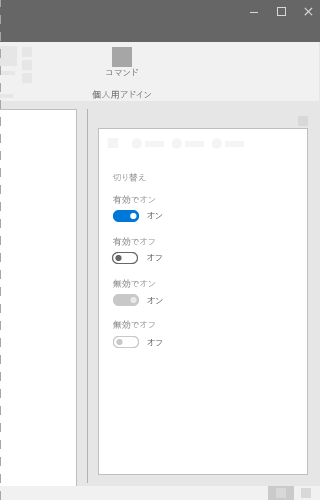 コマンド
個人用アドイン
切り替え
有効でオン
オン
有効でオフ
オフ
無効でオン
オン
無効でオフ
オフ